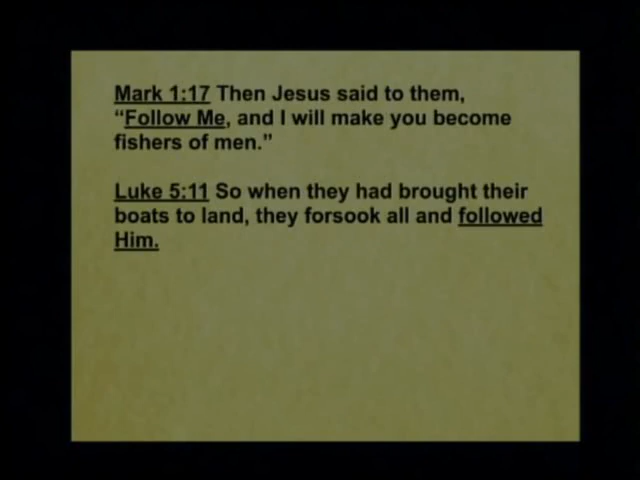 Mark 1:17 Then Jesus said to them,
“Follow Me, and I will make you become
fishers of men.”
Luke 5:11 So when they had brought their
boats to land, they forsook all and followed
Him.